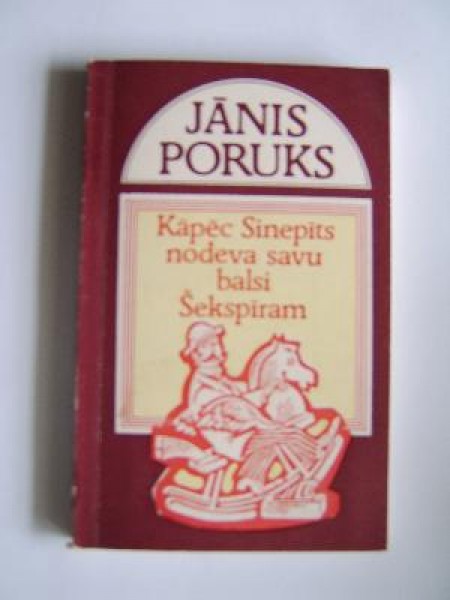 JĀNIS
PORUKS
Kāpēc Sinepīts
nodeva savu
balsi
Šekspīram